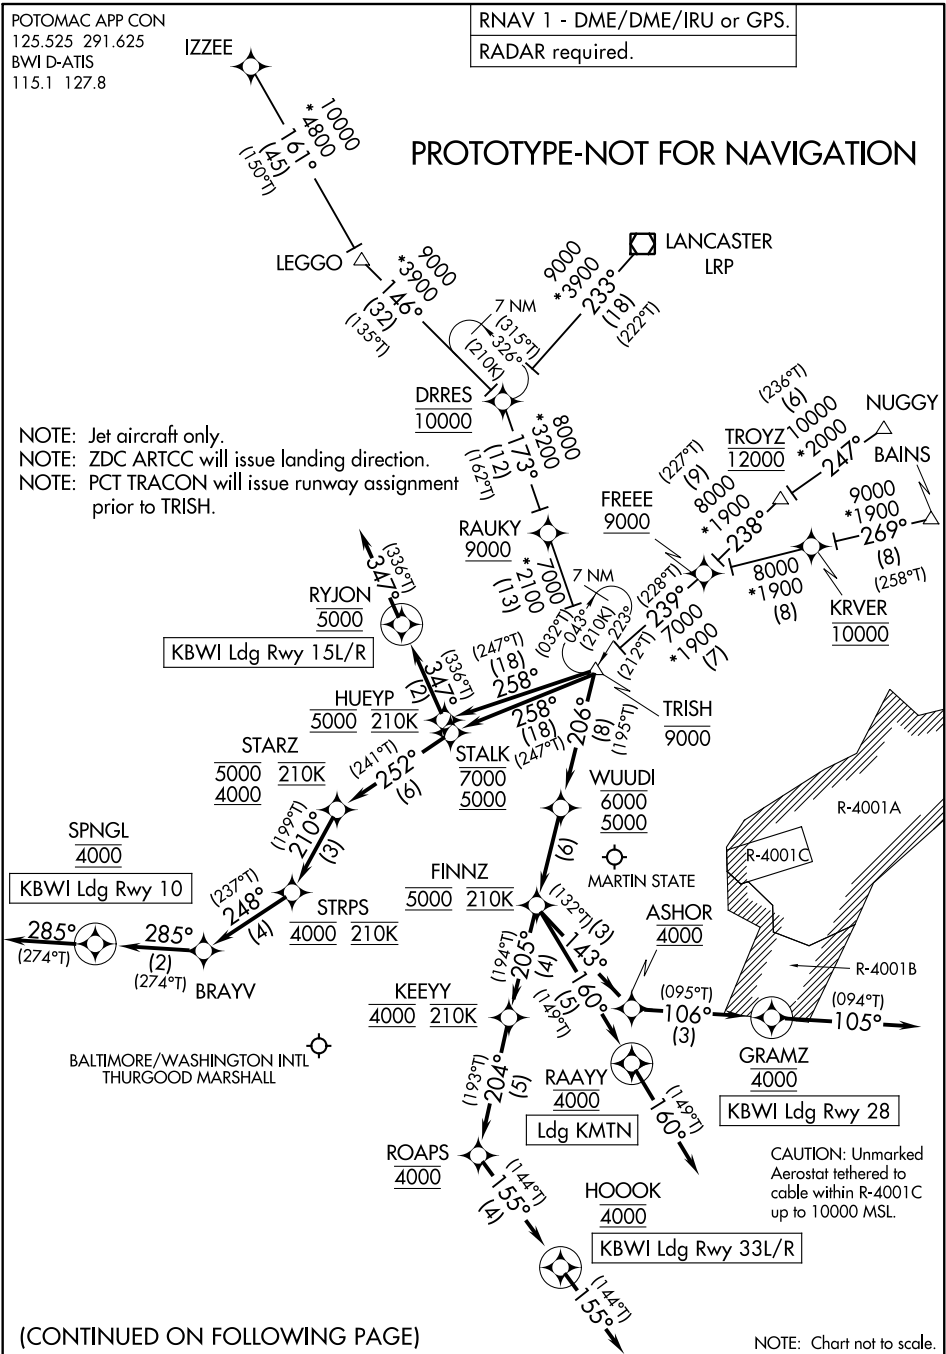 POTOMAC APP CON
125.525 291.625
BWI D-ATIS
115.1 127.8
RNAV 1 - DME/DME/IRU or GPS.
RADAR required.
IZZEE
PROTOTYPE-NOT FOR NAVIGATION
10000
*4800
161°
(45)
(150°T)
LEGGO
9000
*3900
146°
(32)
(135°T)
LANCASTER
LRP
9000
*3900
233°
(18)
(222°T)
7 NM
(315°T)
326°
(210K)
DRRES
10000
8000
*3200
173°
(12)
(162°T)
NOTE: Jet aircraft only.
NOTE: ZDC ARTCC will issue landing direction.
NOTE: PCT TRACON will issue runway assignment
prior to TRISH.
(236°T)
(6)
10000
*2000
247°
NUGGY
TROYZ
12000
BAINS
(227°T)
(9)
8000
*1900
238°
9000
*1900
269°
(8)
(258°T)
FREEE
9000
8000
*1900
(8)
KRVER
10000
RAUKY
9000
7000
*2100
(13)
7 NM
(032°T)
043°
(210K)
223°
(212°T)
(228°T)
239°
7000
*1900
(7)
TRISH
9000
(336°T)
347°
RYJON
5000
KBWI Ldg Rwy 15L/R
(336°T)
347°
(2)
(247°T)
(18)
258°
258°
(18)
(247°T)
HUEYP
5000 210K
STALK
7000
5000
206°
(8)
(195°T)
STARZ
5000 210K
4000
(241°T)
252°
(6)
WUUDI
6000
5000
(6)
R-4001A
R-4001C
R-4001B
MARTIN STATE
(199°T)
210°
(3)
SPNGL
4000
KBWI Ldg Rwy 10
(237°T)
248°
(4)
STRPS
4000 210K
FINNZ
5000 210K
(132°T)
(3)
143°
ASHOR
4000
285°
(274°T)
285°
(2)
(274°T)
BRAYV
(194°T)
205°
(4)
(5)
160°
(149°T)
KEEYY
4000 210K
(095°T)
106°
(3)
(094°T)
105°
GRAMZ
4000
KBWI Ldg Rwy 28
BALTIMORE/WASHINGTON INTL
THURGOOD MARSHALL
RAAYY
4000
Ldg KMTN
(149°T)
160°
(193°T)
204°
(5)
ROAPS
4000
CAUTION: Unmarked
Aerostat tethered to
cable within R-4001C
up to 10000 MSL.
(144°T)
155°
(4)
HOOOK
4000
KBWI Ldg Rwy 33L/R
(144°T)
155°
(CONTINUED ON FOLLOWING PAGE)
NOTE: Chart not to scale.